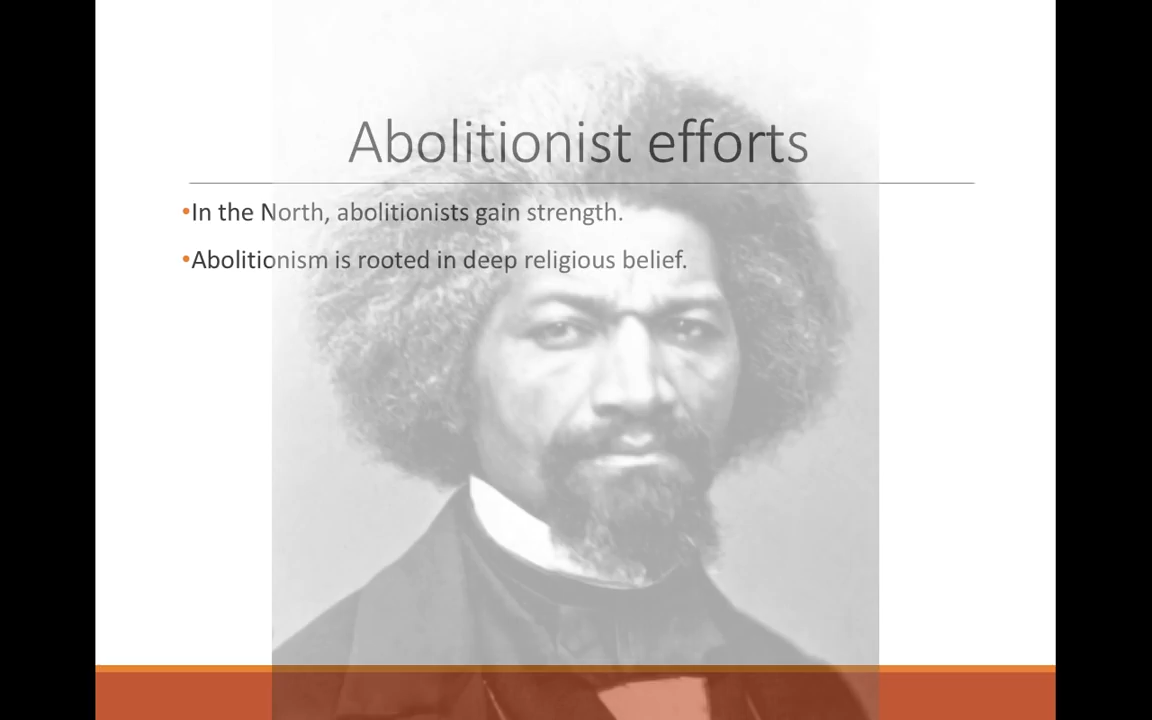 Abolitionist efforts
•In the North, abolitionists gain strength.
•Abolitionism is rooted in deep religious belief.